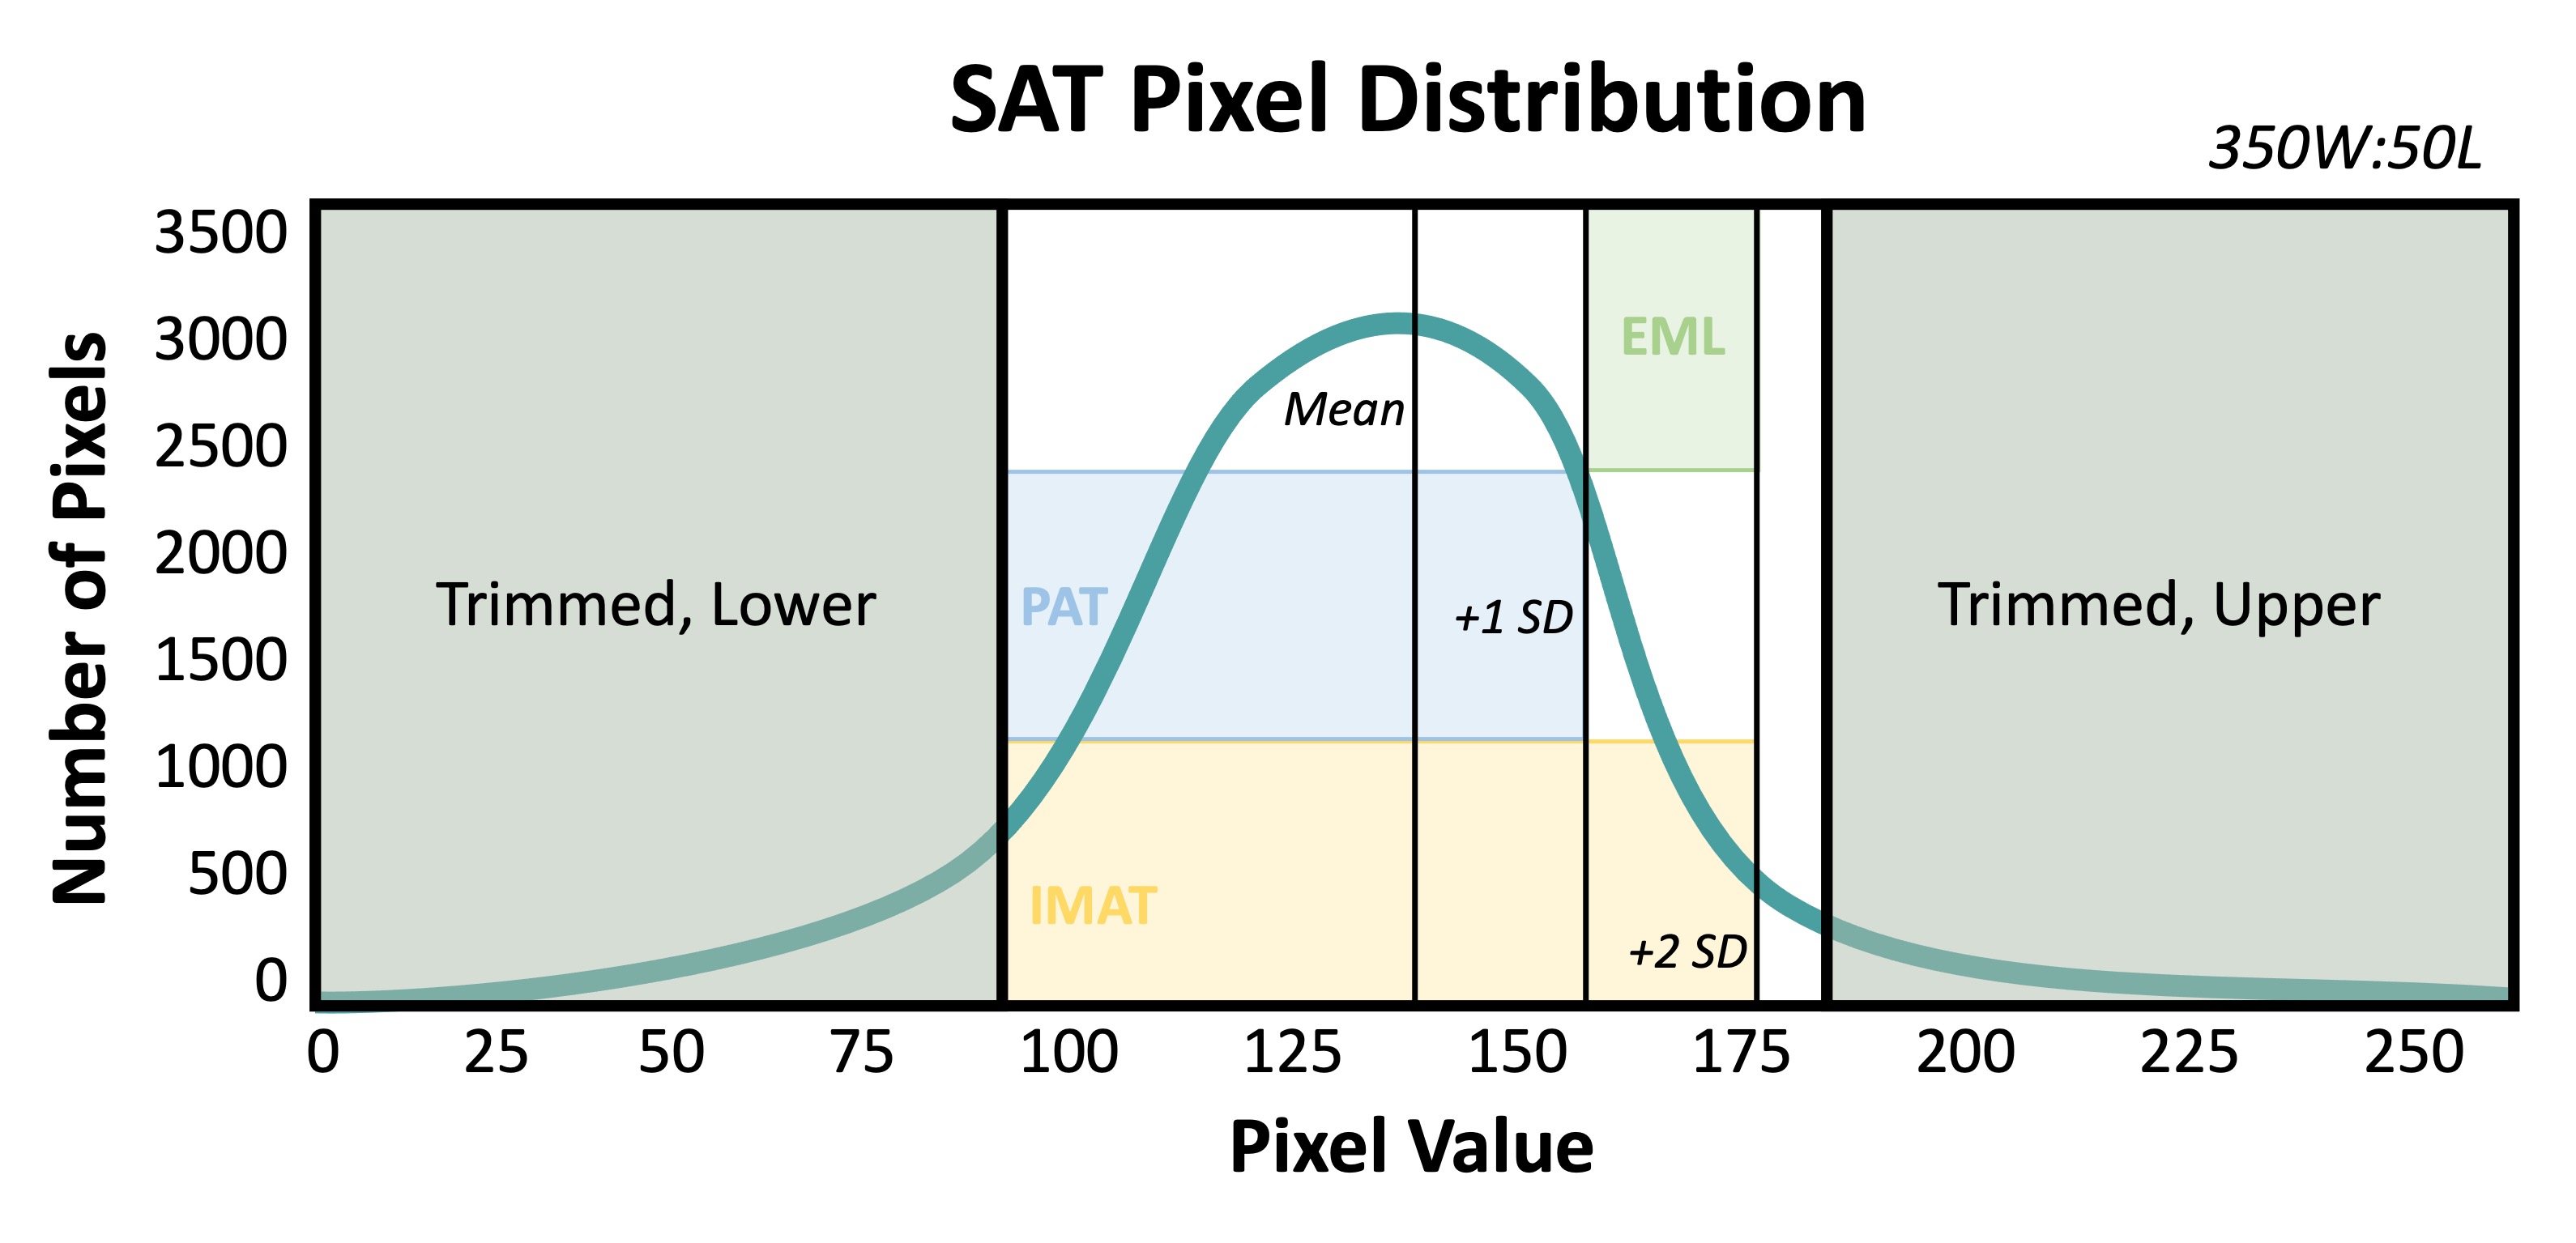 SAT Pixel Distribution
350W:50L
Number of Pixels
3500
3000
2500
2000
1500
1000
500
0
Trimmed, Lower
Mean
EML
PAT
+1 SD
Trimmed, Upper
IMAT
+2 SD
0 25 50 75 100 125 150 175 200 225 250
Pixel Value